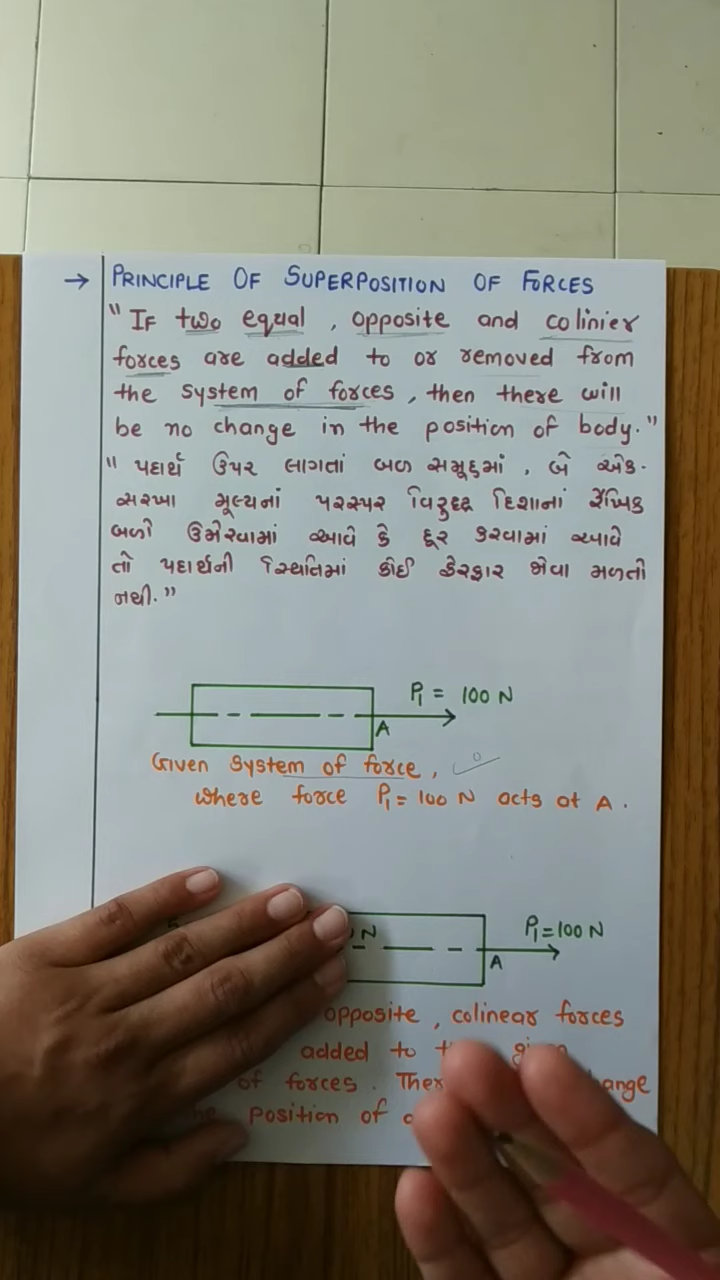 → PRINCIPLE OF SUPERPOSITION OF FORCES
" IF two equal , opposite and colinier
forces are added to or removed from
the system of forces , then there will
be no change in the position of body. "
" પદાર્થ ઉપર લાગતાં બળ સમૂહમાં , બે એક-
સરખા મૂલ્યનાં પરસ્પર વિરુદ્ધ દિશાનાં રૈખિક
બળો ઉમેરવામાં આવે કે દૂર કરવામાં આવે
તો પદાર્થની સ્થિતિમાં કોઈ ફેરફાર જોવા મળતો
નથી. "
P₁ = 100 N
A
Given system of force ,
where force P₁ = 100 N acts at A .
N
P₁=100 N
A
opposite , colinear forces
added to
of forces .
position of